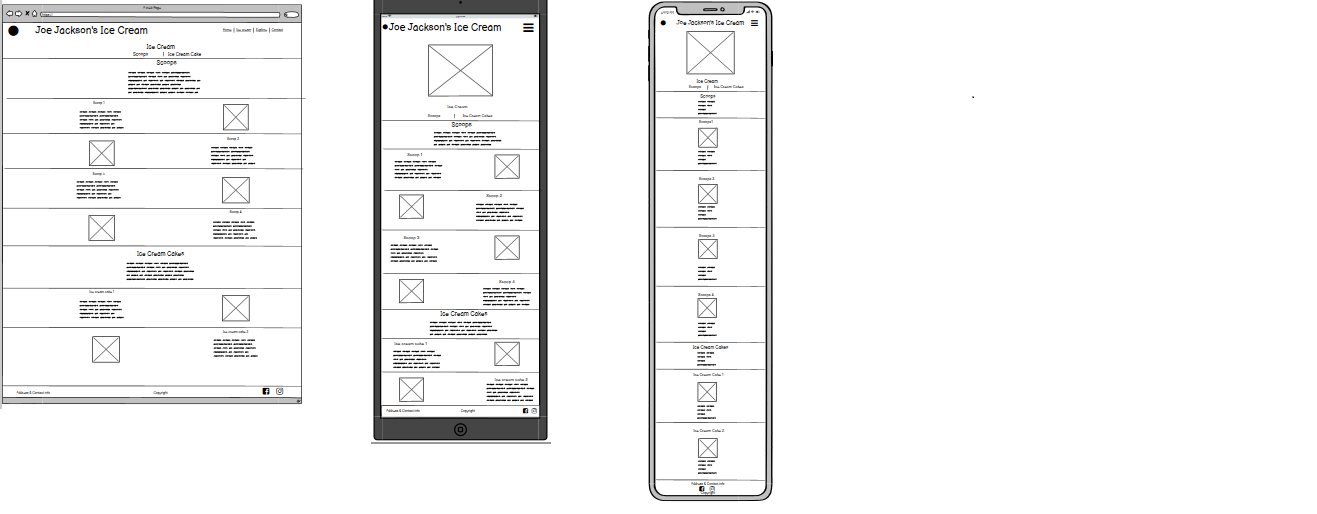 Joe Jackson's Ice Cream
Home | Ice cream | Toppings | Contact
Ice Cream
Scoops | Ice Cream Cake
Scoops
Scoop 1
Scoop 2
Scoop 3
Scoop 4
Ice Cream Cakes
Ice cream cake 1
Ice cream cake 2
Address & Contact info
Copyright
Joe Jackson's Ice Cream
Ice Cream
Scoops | Ice Cream Cakes
Scoops
Scoop 1
Scoop 2
Scoop 3
Scoop 4
Ice Cream Cakes
Ice cream cake 1
Ice cream cake 2
Address & Contact info
Copyright
Joe Jackson's Ice Cream
Ice Cream
Scoops | Ice Cream Cakes
Scoops
Scoops1
Scoops 2
Scoops 3
Scoops 4
Ice Cream Cakes
Ice Cream Cake 1
Ice Cream Cake 2
Address & Contact info
Copyright